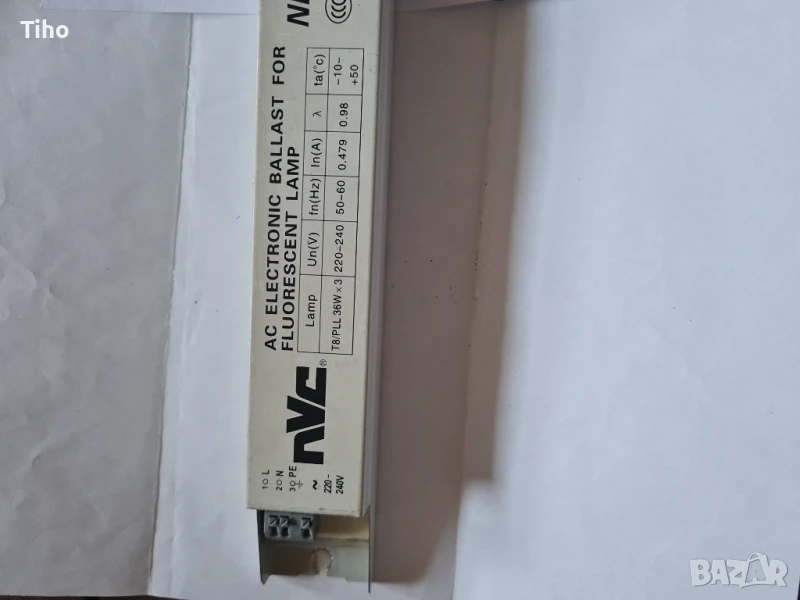 Tiho
AC ELECTRONIC BALLAST FOR
FLUORESCENT LAMP
Lamp Un(V) fn(Hz) In(A) λ ta(°c)
T8/PLL 36W×3 220-240 50-60 0.479 0.98 -10-
+50
NVC®
1○ L
2○ N
3○ PE
~
220-
240V
BAZAR